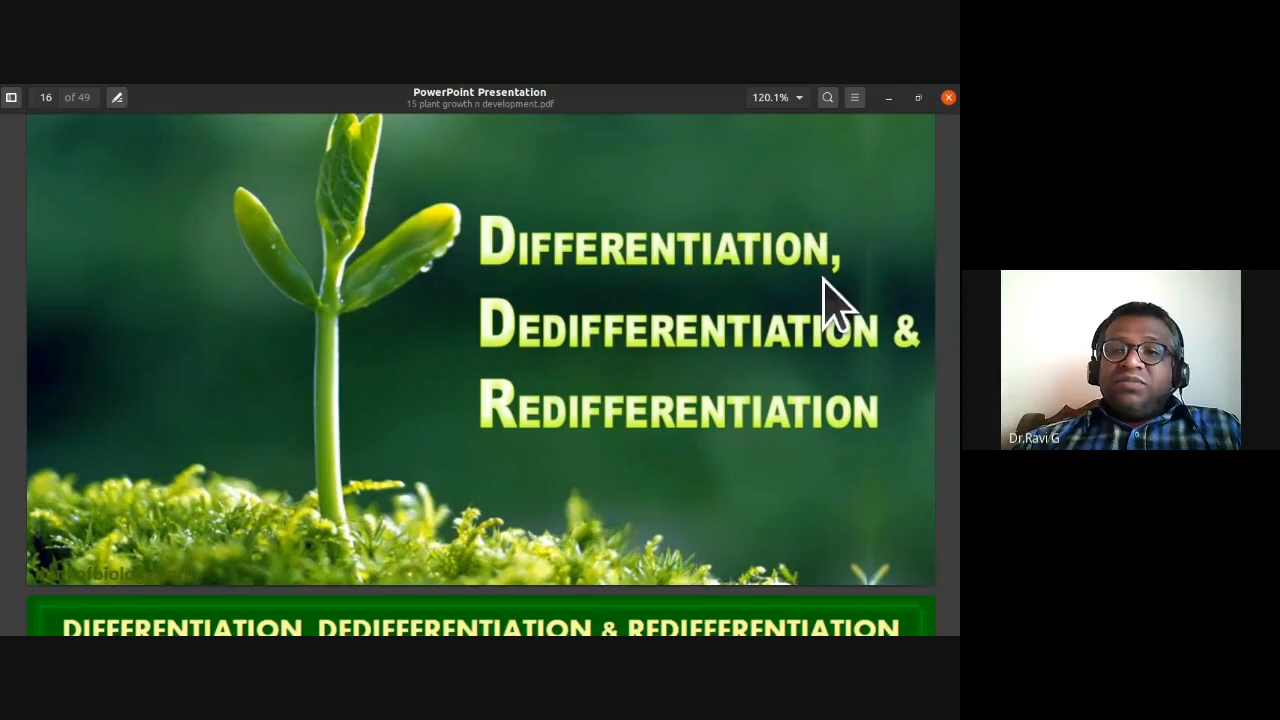 PowerPoint Presentation
16 of 49
15 plant growth n development.pdf
120.1%
DIFFERENTIATION,
DEDIFFERENTIATION &
REDIFFERENTIATION
DIFFERENTIATION, DEDIFFERENTIATION & REDIFFERENTIATION
Dr.Ravi G